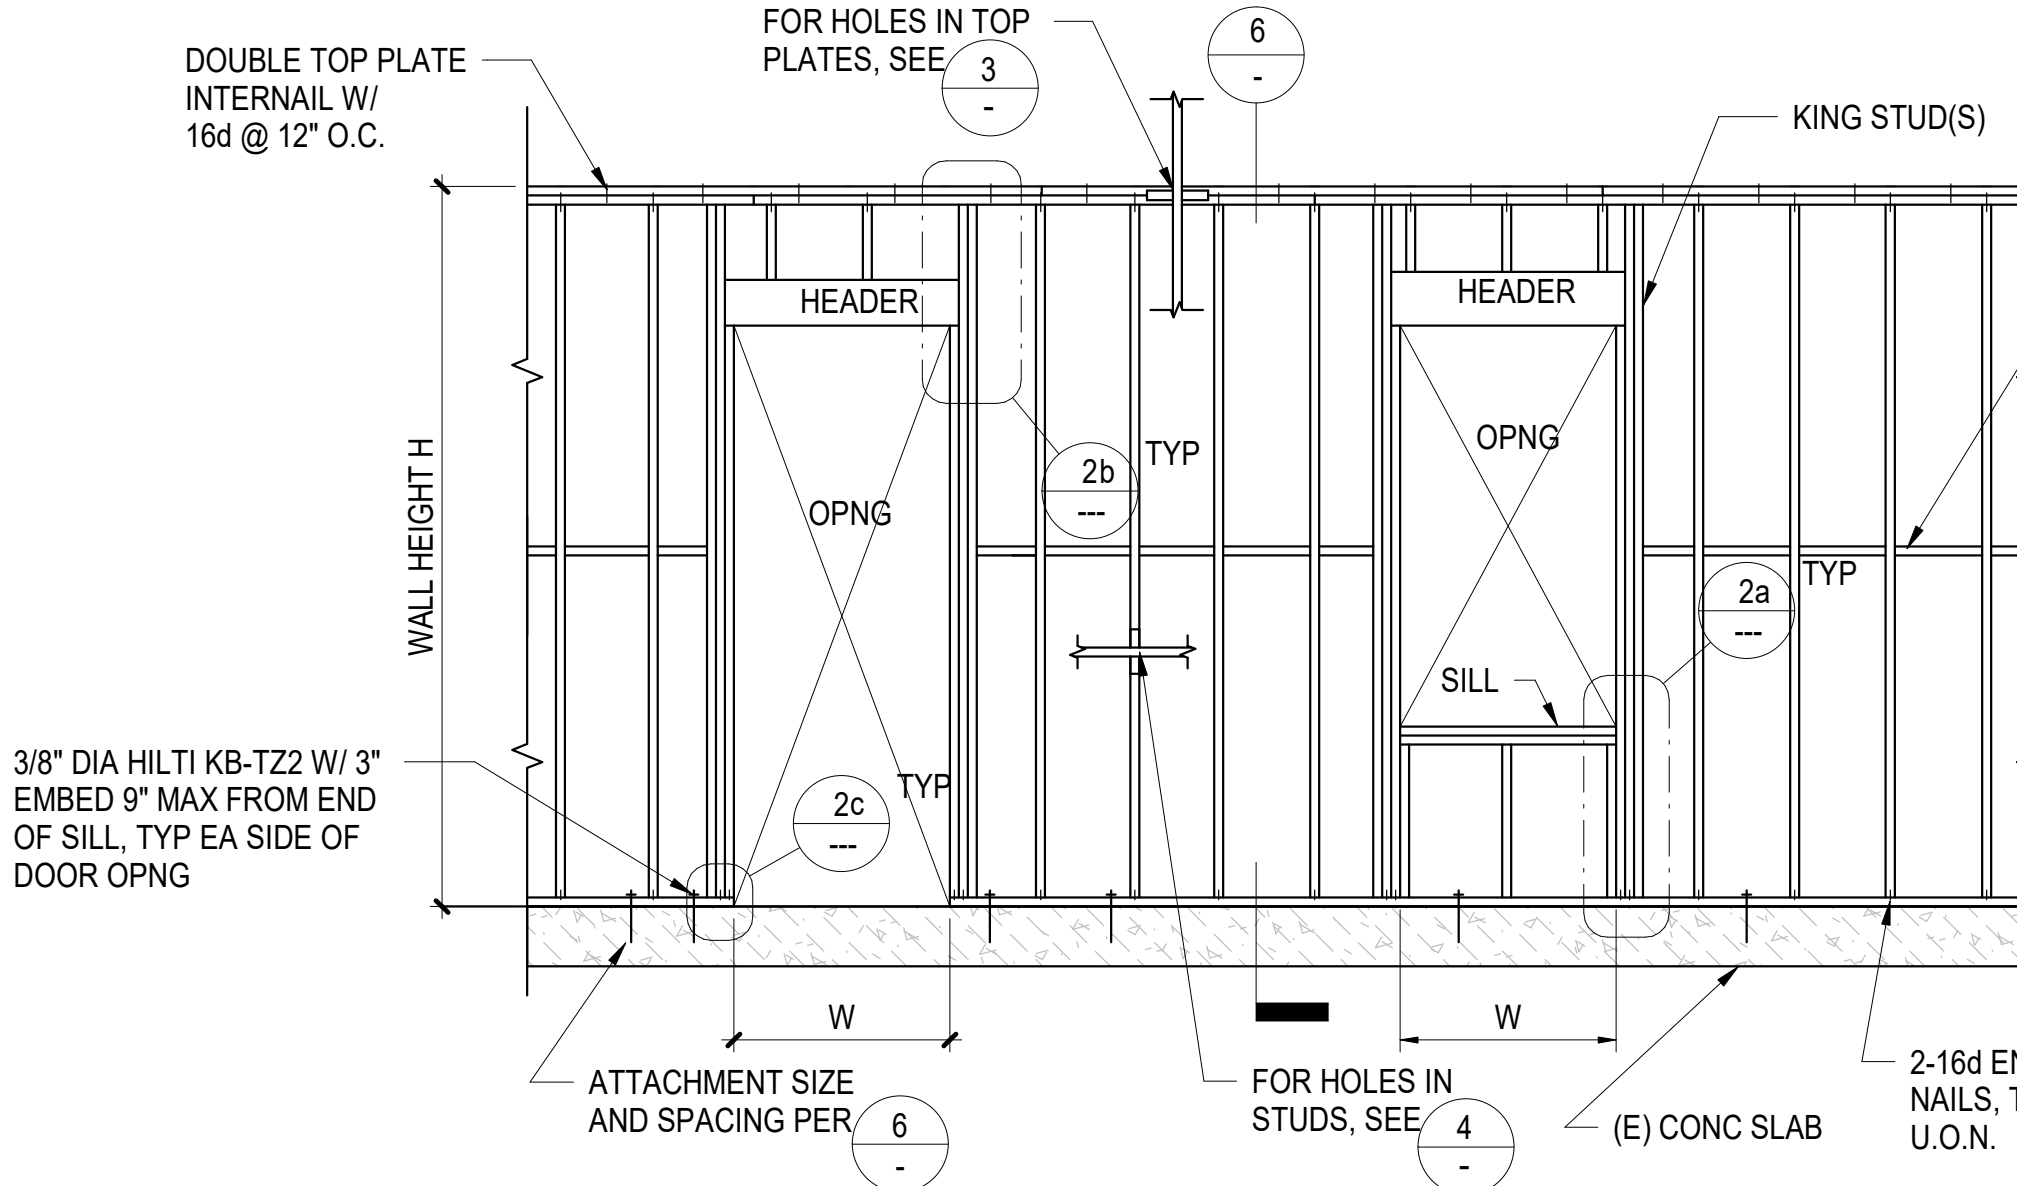 FOR HOLES IN TOP
PLATES, SEE
3
-
6
-
DOUBLE TOP PLATE
INTERNAIL W/
16d @ 12" O.C.
KING STUD(S)
HEADER
HEADER
OPNG
OPNG
TYP
2b
---
WALL HEIGHT H
TYP
2a
---
SILL
3/8" DIA HILTI KB-TZ2 W/ 3"
EMBED 9" MAX FROM END
OF SILL, TYP EA SIDE OF
DOOR OPNG
TYP
2c
---
W
W
ATTACHMENT SIZE
AND SPACING PER
6
-
FOR HOLES IN
STUDS, SEE
4
-
(E) CONC SLAB
2-16d
NAILS,
U.O.N.